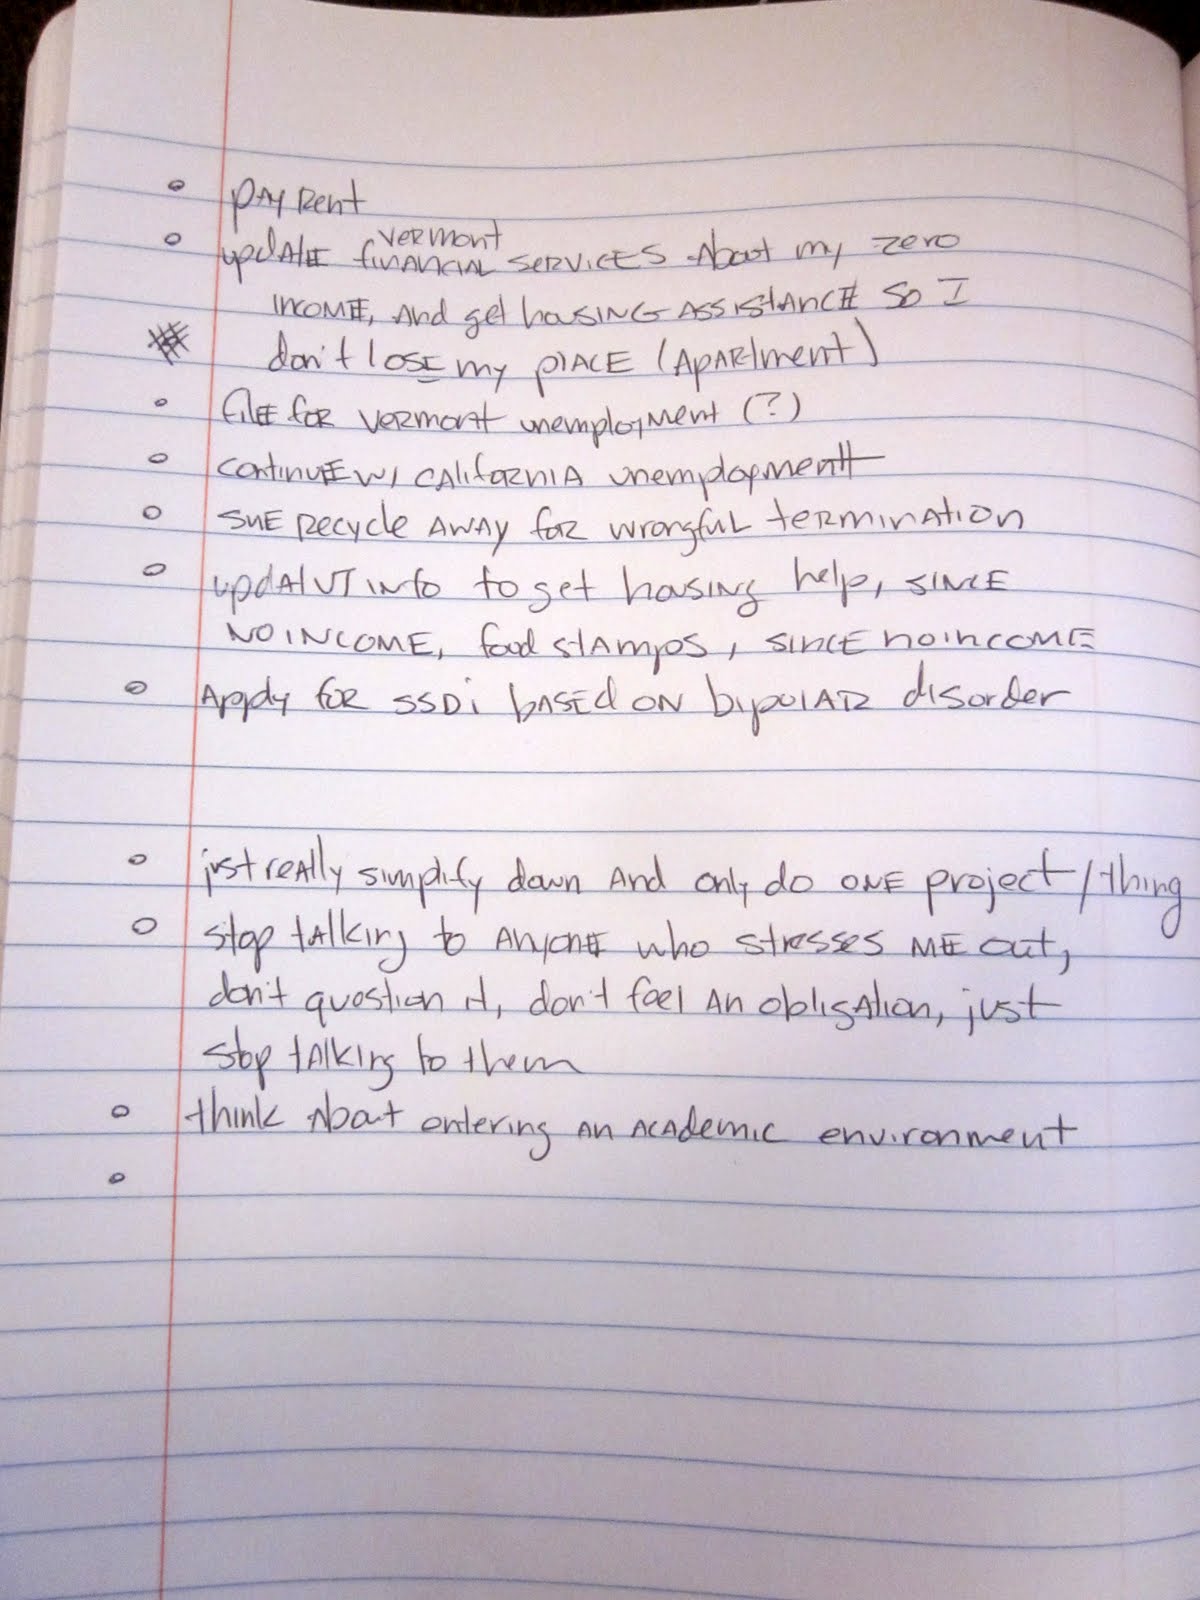 ○ pay Rent
vermont
○ update financial services about my zero
income, and get housing assistance so I
don't lose my place (Apartment)
○ file for vermont unemployment (?)
○ continue w/ california unemplopment
○ sue Recycle Away for wrongful termination
○ updat VT info to get housing help, since
no income, food stamps, since no income
○ Apply for SSDi based on bipolar disorder
○ just really simplify down and only do one project/thing
○ stop talking to anyone who stresses me out,
don't question it, don't feel an obligation, just
stop talking to them
○ think about entering an academic environment
○